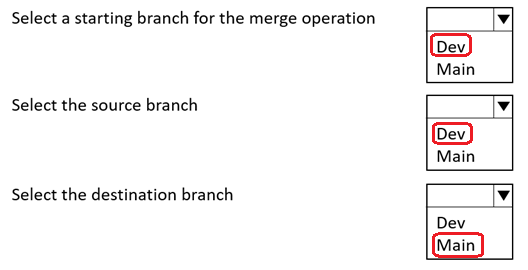 Select a starting branch for the merge operation
Dev
Main
Select the source branch
Dev
Main
Select the destination branch
Dev
Main